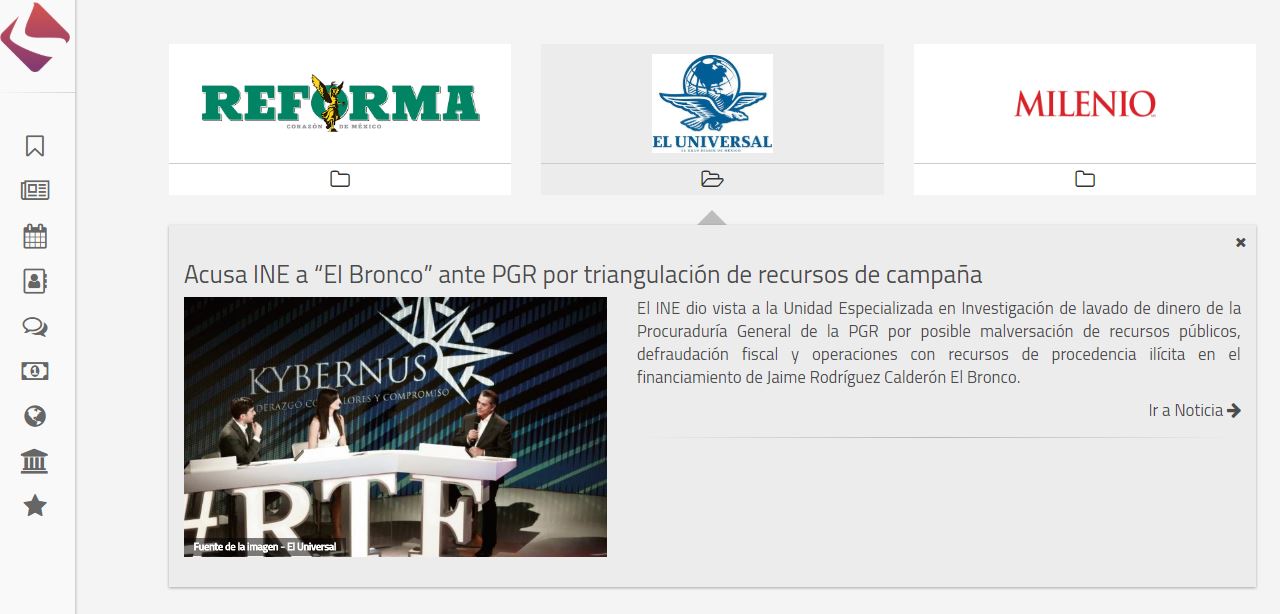 REFORMA
CORAZÓN DE MÉXICO
EL UNIVERSAL
EL GRAN DIARIO DE MÉXICO
MILENIO
Acusa INE a “El Bronco” ante PGR por triangulación de recursos de campaña
KYBERNUS
DERAZGO CON VALORES Y COMPROMISO
#RTF
Fuente de la imagen - El Universal
El INE dio vista a la Unidad Especializada en Investigación de lavado de dinero de la
Procuraduría General de la PGR por posible malversación de recursos públicos,
defraudación fiscal y operaciones con recursos de procedencia ilícita en el
financiamiento de Jaime Rodríguez Calderón El Bronco.
Ir a Noticia